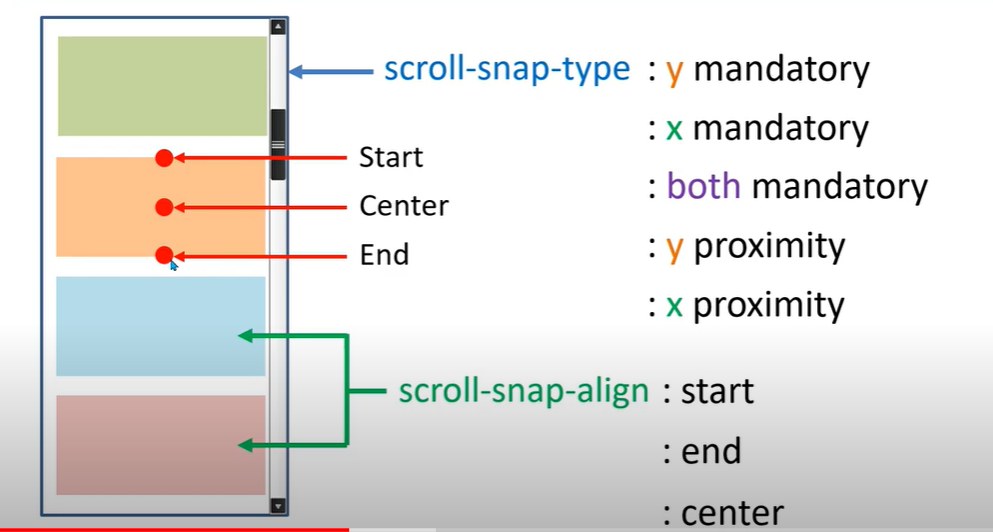 scroll-snap-type : y mandatory
: x mandatory
Start
Center
: both mandatory
End
: y proximity
: x proximity
scroll-snap-align : start
: end
: center